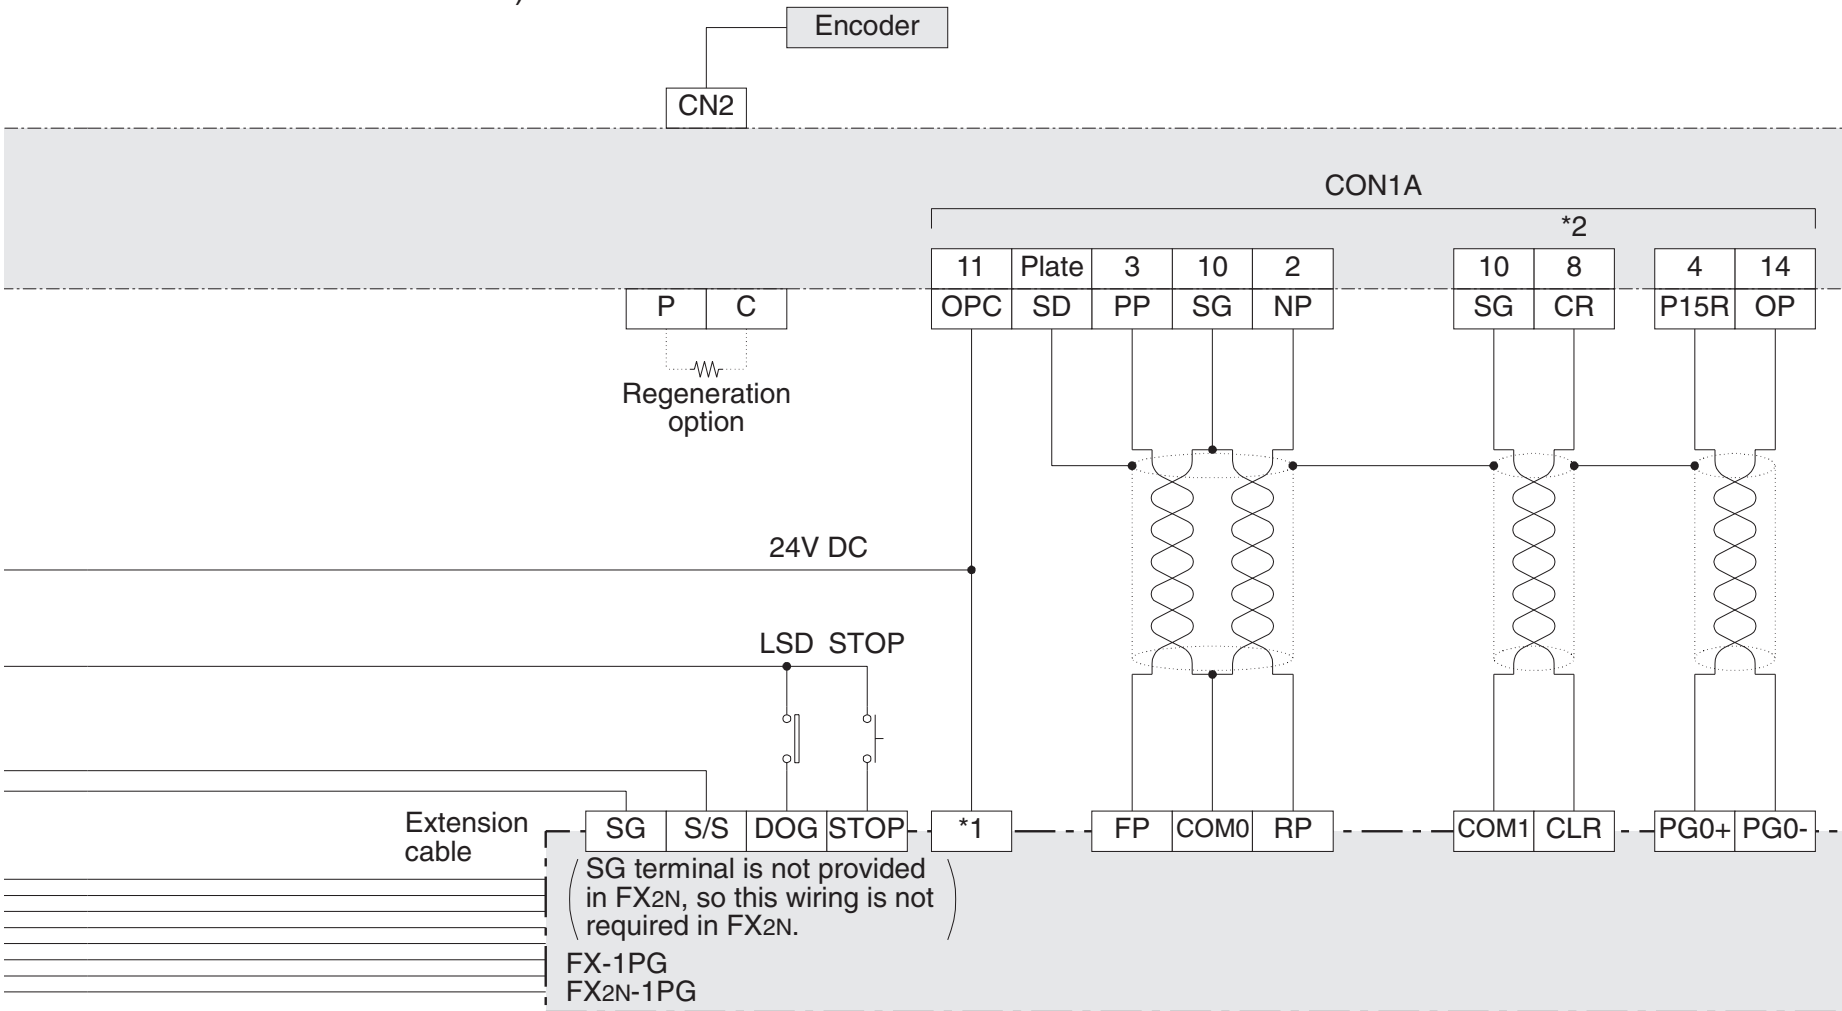 )
Encoder
CN2
CON1A
*2
11 Plate 3 10 2 10 8 4 14
P C OPC SD PP SG NP SG CR P15R OP
Regeneration
option
24V DC
LSD STOP
Extension
cable
SG S/S DOG STOP *1 FP COM0 RP COM1 CLR PG0+ PG0-
( SG terminal is not provided
in FX2N, so this wiring is not
required in FX2N. )
FX-1PG
FX2N-1PG